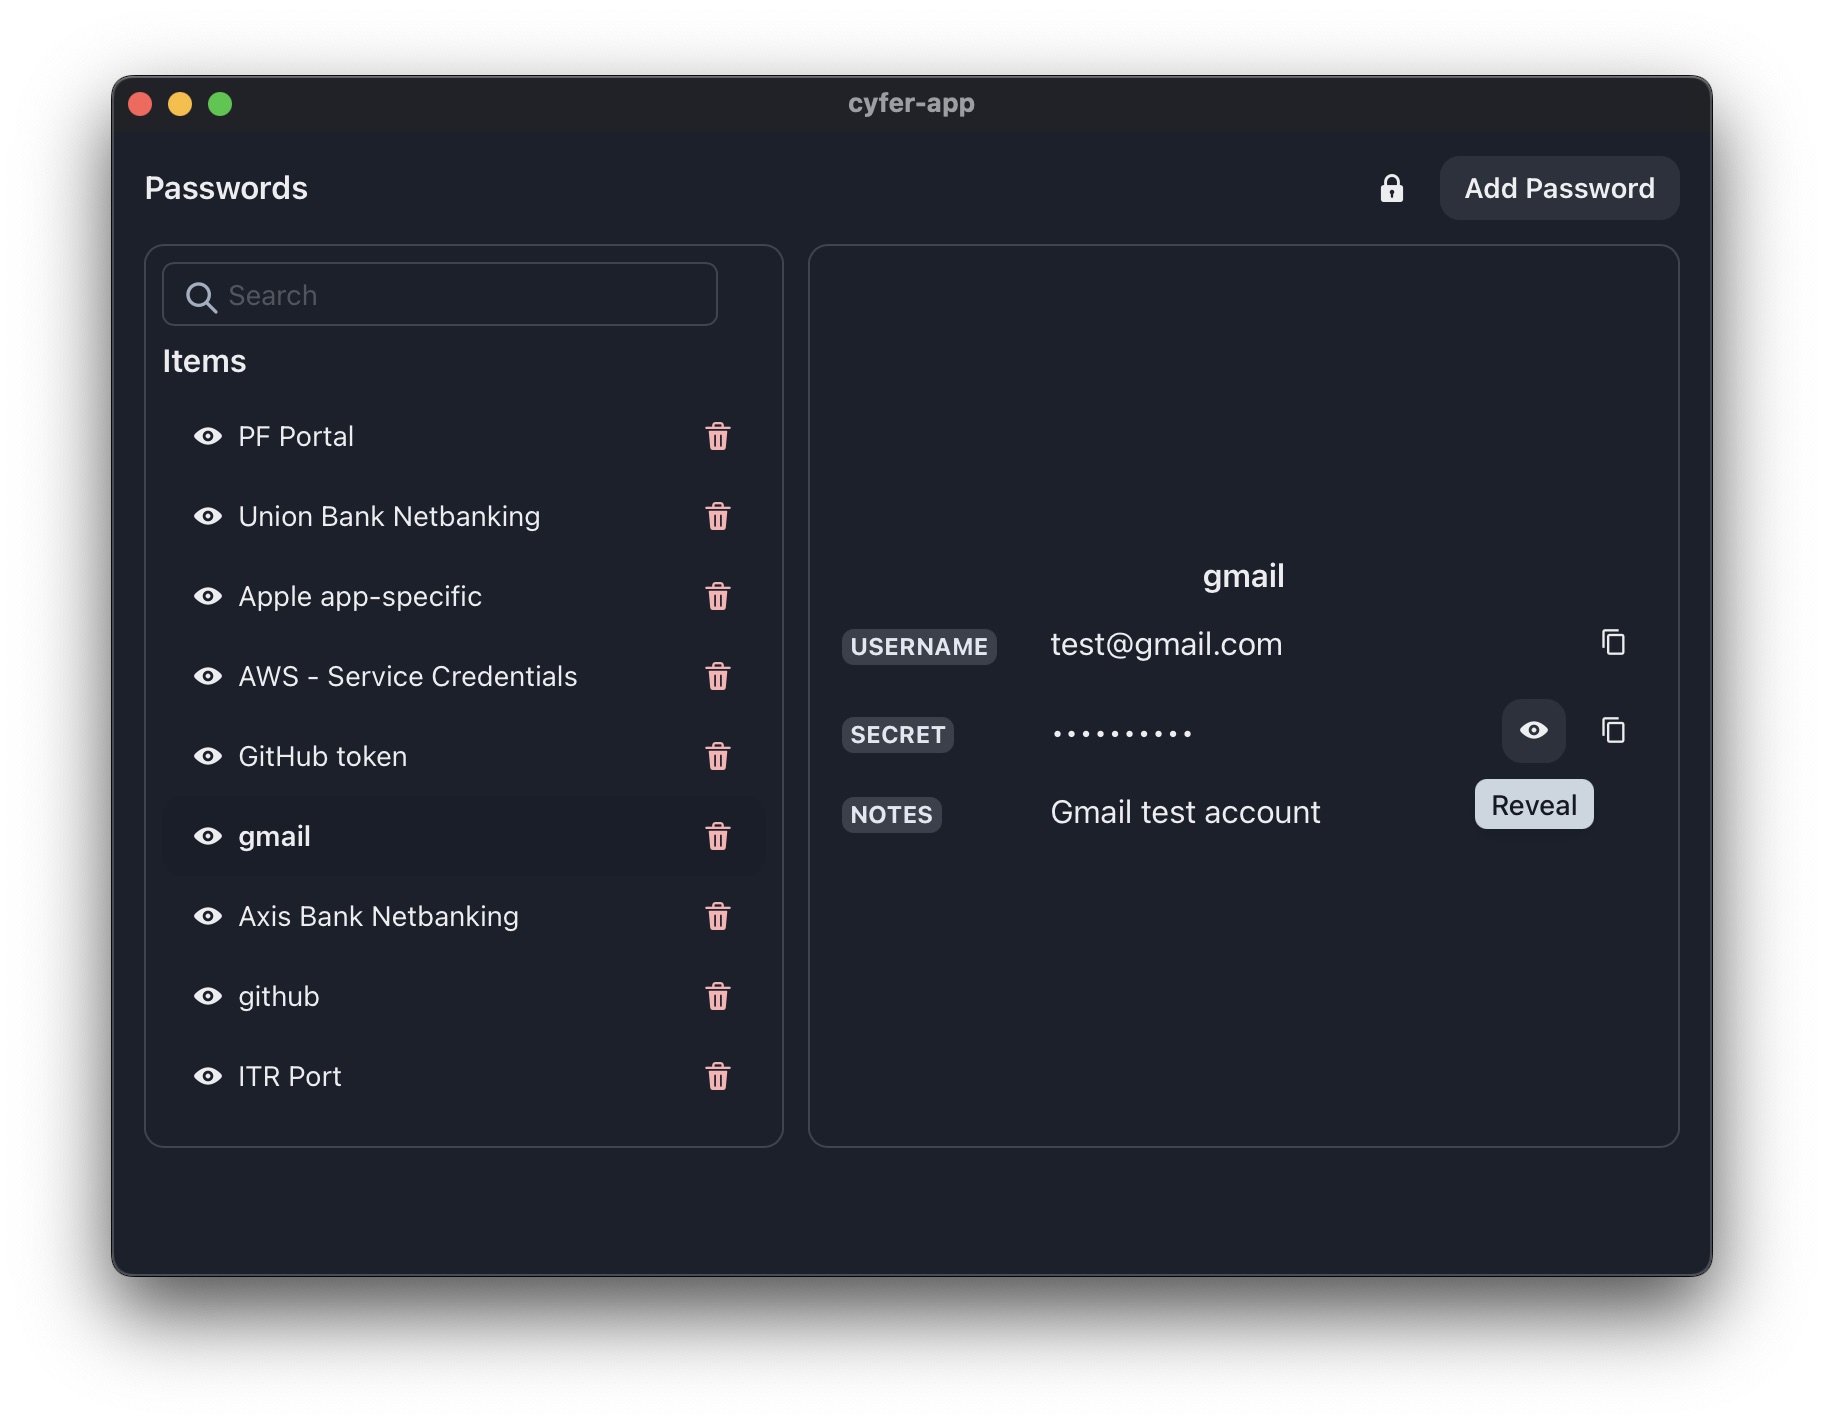 cyfer-app
Passwords
Add Password
Search
Items
PF Portal
Union Bank Netbanking
Apple app-specific
AWS - Service Credentials
GitHub token
gmail
Axis Bank Netbanking
github
ITR Port
gmail
USERNAME test@gmail.com
SECRET ••••••••••
Reveal
NOTES Gmail test account